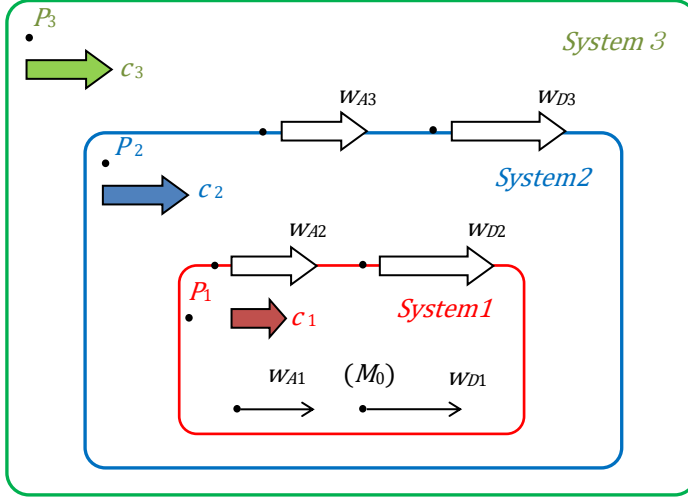 P3
System 3
c3
wA3
wD3
P2
System2
c2
wA2
wD2
P1
System1
c1
wA1
(M0)
wD1